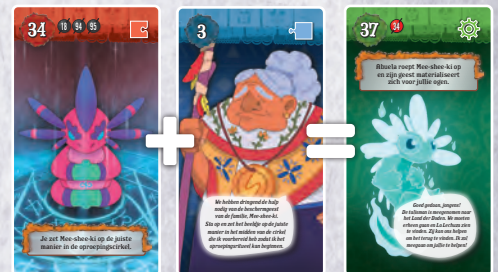 34
18 94 95
Je zet Mee-shee-ki op de juiste
manier in de oproepingscirkel.
3
We hebben dringend de hulp
nodig van de beschermgeest
van de familie, Mee-shee-ki.
Sla op en zet het beeldje op de juiste
manier in het midden van de cirkel
die ik voorbereid heb zodat ik het
oproepingsritueel kan beginnen.
37
34
Abuela roept Mee-shee-ki op
en zijn geest materialiseert
zich voor jullie ogen.
Goed gedaan, jongens!
De talisman is meegenomen naar
het Land der Doden. We moeten
erheen gaan en La Lechuza zien
te vinden. Zij kan ons helpen
om het terug te vinden. Ik zal
meegaan om jullie te helpen!